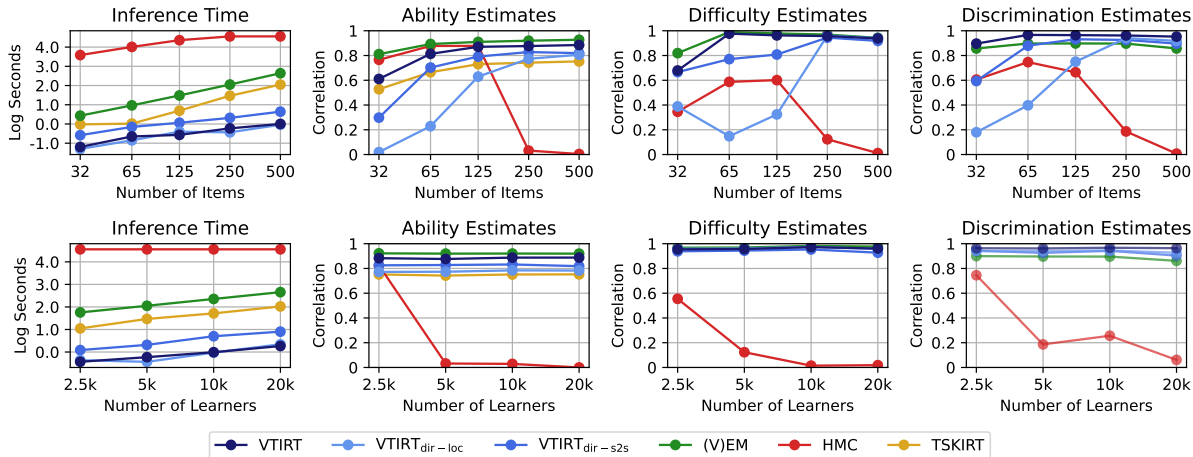 Inference Time
Log Seconds
4.0
3.0
2.0
1.0
0.0
-1.0
32 65 125 250 500
Number of Items
Ability Estimates
Correlation
1
0.8
0.6
0.4
0.2
0
32 65 125 250 500
Number of Items
Difficulty Estimates
Correlation
1
0.8
0.6
0.4
0.2
0
32 65 125 250 500
Number of Items
Discrimination Estimates
Correlation
1
0.8
0.6
0.4
0.2
0
32 65 125 250 500
Number of Items
Inference Time
Log Seconds
4.0
3.0
2.0
1.0
0.0
2.5k 5k 10k 20k
Number of Learners
Ability Estimates
Correlation
1
0.8
0.6
0.4
0.2
0
2.5k 5k 10k 20k
Number of Learners
Difficulty Estimates
Correlation
1
0.8
0.6
0.4
0.2
0
2.5k 5k 10k 20k
Number of Learners
Discrimination Estimates
Correlation
1
0.8
0.6
0.4
0.2
0
2.5k 5k 10k 20k
Number of Learners
VTIRT VTIRT dir−loc VTIRT dir−s2s (V)EM HMC TSKIRT